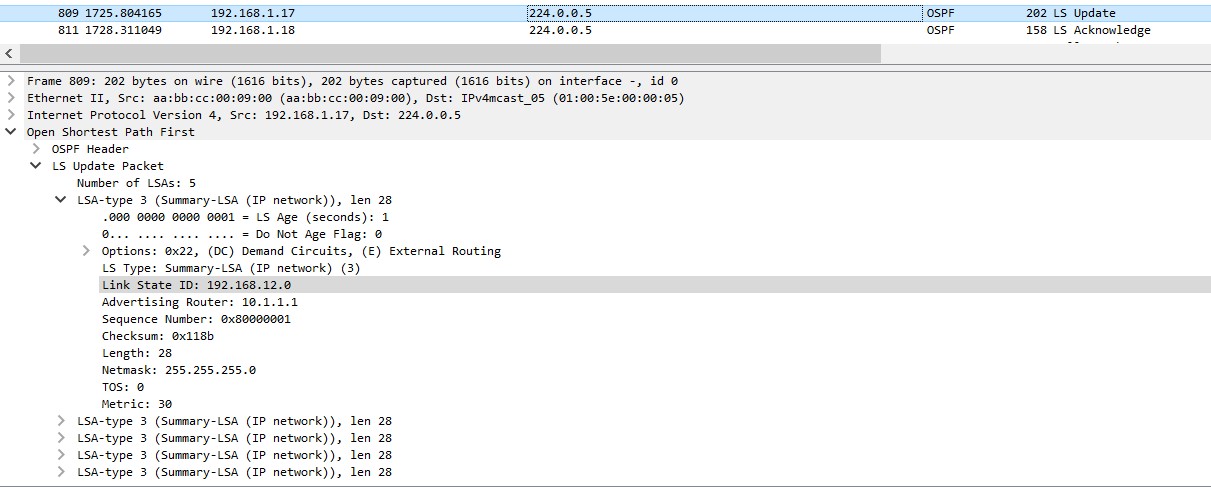 809 1725.804165 192.168.1.17 224.0.0.5 OSPF 202 LS Update
811 1728.311049 192.168.1.18 224.0.0.5 OSPF 158 LS Acknowledge
Frame 809: 202 bytes on wire (1616 bits), 202 bytes captured (1616 bits) on interface -, id 0
Ethernet II, Src: aa:bb:cc:00:09:00 (aa:bb:cc:00:09:00), Dst: IPv4mcast_05 (01:00:5e:00:00:05)
Internet Protocol Version 4, Src: 192.168.1.17, Dst: 224.0.0.5
Open Shortest Path First
OSPF Header
LS Update Packet
Number of LSAs: 5
LSA-type 3 (Summary-LSA (IP network)), len 28
.000 0000 0000 0001 = LS Age (seconds): 1
0... .... .... .... = Do Not Age Flag: 0
Options: 0x22, (DC) Demand Circuits, (E) External Routing
LS Type: Summary-LSA (IP network) (3)
Link State ID: 192.168.12.0
Advertising Router: 10.1.1.1
Sequence Number: 0x80000001
Checksum: 0x118b
Length: 28
Netmask: 255.255.255.0
TOS: 0
Metric: 30
LSA-type 3 (Summary-LSA (IP network)), len 28
LSA-type 3 (Summary-LSA (IP network)), len 28
LSA-type 3 (Summary-LSA (IP network)), len 28
LSA-type 3 (Summary-LSA (IP network)), len 28